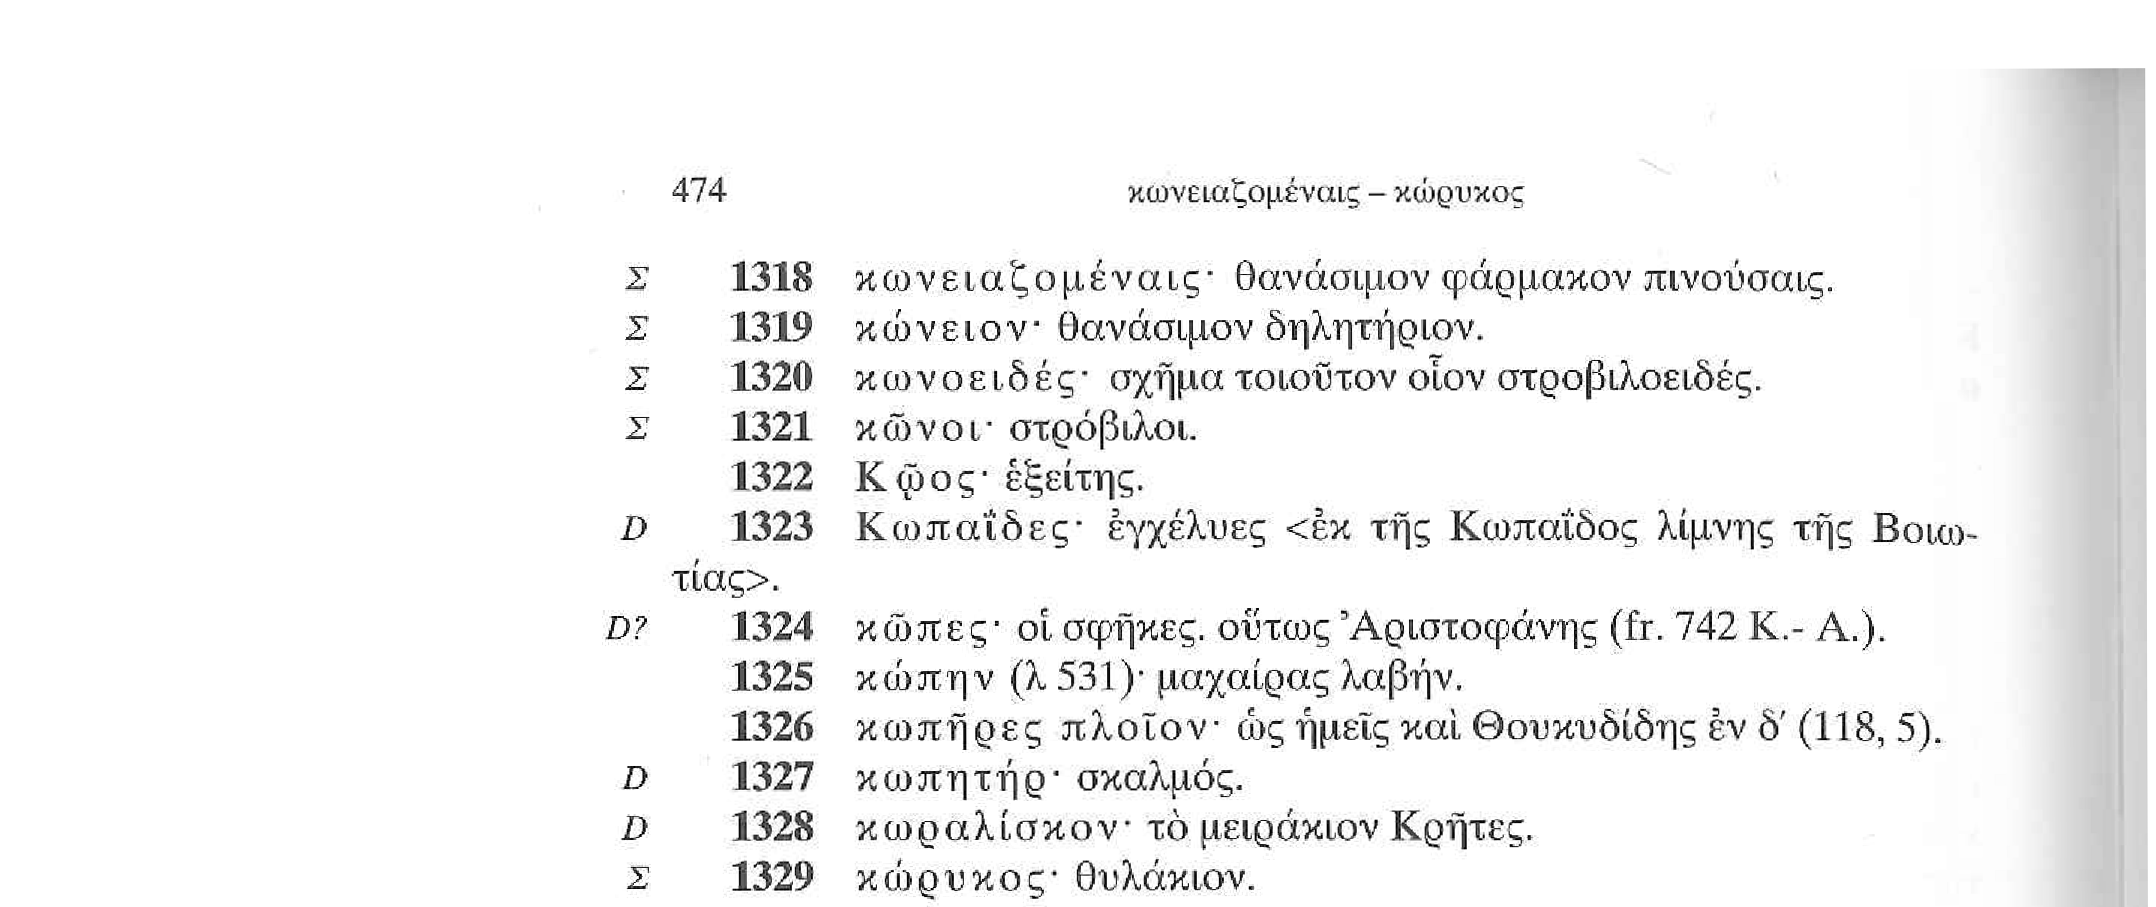 474 κωνειαζομέναις – κώρυκος
Σ 1318 κωνειαζομέναις· θανάσιμον φάρμακον πινούσαις.
Σ 1319 κώνειον· θανάσιμον δηλητήριον.
Σ 1320 κωνοειδές· σχῆμα τοιοῦτον οἷον στροβιλοειδές.
Σ 1321 κῶνοι· στρόβιλοι.
1322 Κῷος· ἑξείτης.
D 1323 Κωπαΐδες· ἐγχέλυες <ἐκ τῆς Κωπαΐδος λίμνης τῆς Βοιω-
τίας>.
D? 1324 κῶπες· οἱ σφῆκες. οὕτως Ἀριστοφάνης (fr. 742 K.- A.).
1325 κώπην (λ 531)· μαχαίρας λαβήν.
1326 κωπῆρες πλοῖον· ὡς ἡμεῖς καὶ Θουκυδίδης ἐν δ′ (118, 5).
D 1327 κωπητήρ· σκαλμός.
D 1328 κωραλίσκον· τὸ μειράκιον Κρῆτες.
Σ 1329 κώρυκος· θυλάκιον.